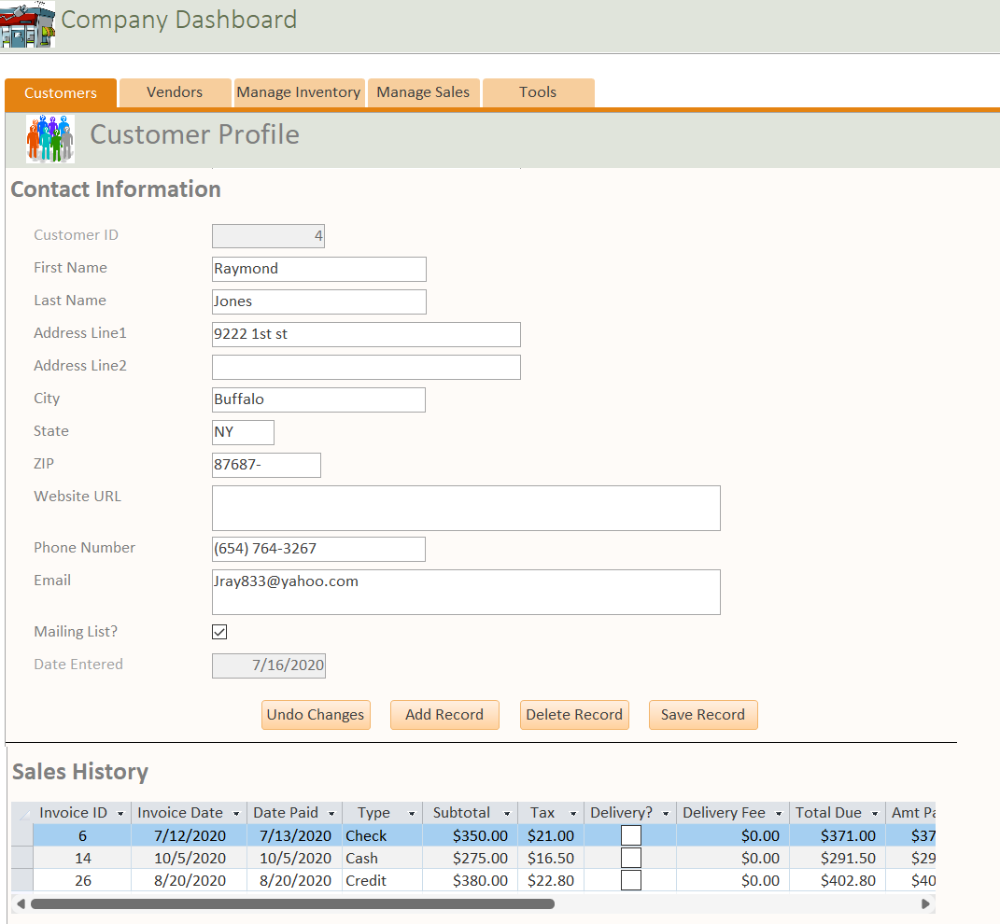 Company Dashboard
Customers Vendors Manage Inventory Manage Sales Tools
Customer Profile
Contact Information
Customer ID 4
First Name Raymond
Last Name Jones
Address Line1 9222 1st st
Address Line2
City Buffalo
State NY
ZIP 87687-
Website URL
Phone Number (654) 764-3267
Email Jray833@yahoo.com
Mailing List?
Date Entered 7/16/2020
Undo Changes Add Record Delete Record Save Record
Sales History
Invoice ID Invoice Date Date Paid Type Subtotal Tax Delivery? Delivery Fee Total Due Amt Pa
6 7/12/2020 7/13/2020 Check $350.00 $21.00 $0.00 $371.00 $37
14 10/5/2020 10/5/2020 Cash $275.00 $16.50 $0.00 $291.50 $29
26 8/20/2020 8/20/2020 Credit $380.00 $22.80 $0.00 $402.80 $40